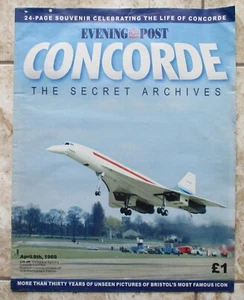 24-PAGE SOUVENIR CELEBRATING THE LIFE OF CONCORDE
EVENING POST
CONCORDE
THE SECRET ARCHIVES
April 9th, 1969
£1
MORE THAN THIRTY YEARS OF UNSEEN PICTURES OF BRISTOL'S MOST FAMOUS ICON